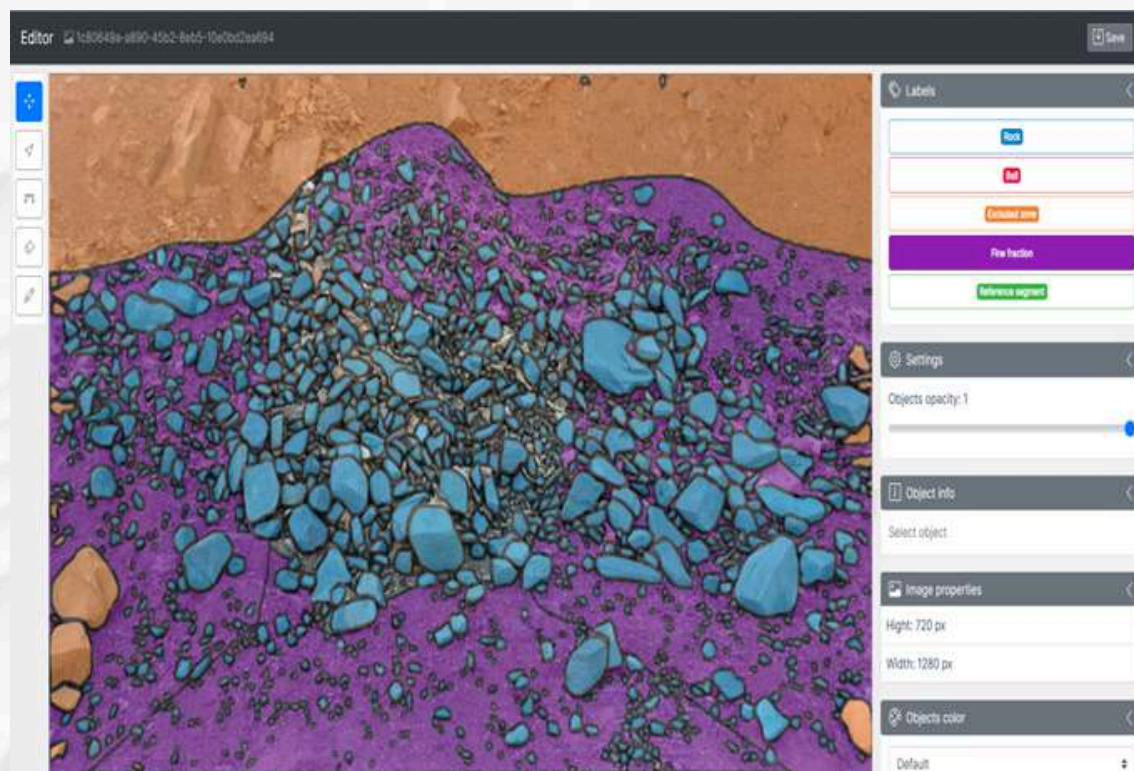 Editor
Save
Labels
Rock
Excluded zone
Fine fraction
Reference segment
Settings
Objects opacity: 1
Object info
Select object
Image properties
Hight: 720 px
Width: 1280 px
Objects color
Default